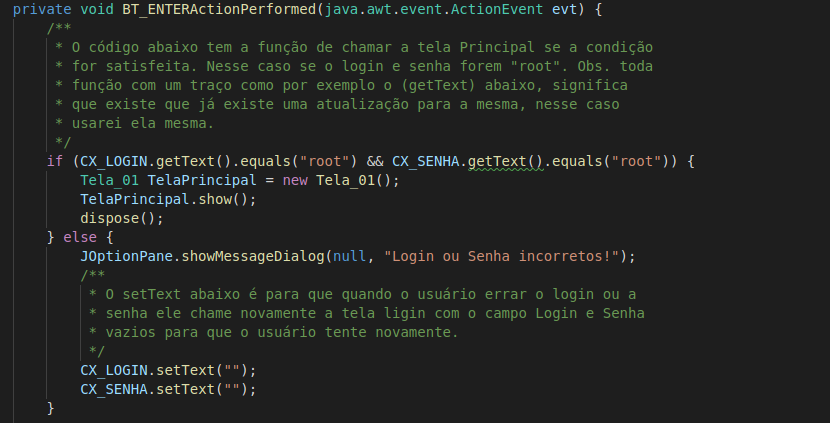 private void BT_ENTERActionPerformed(java.awt.event.ActionEvent evt) {
/**
* O código abaixo tem a função de chamar a tela Principal se a condição
* for satisfeita. Nesse caso se o login e senha forem "root". Obs. toda
* função com um traço como por exemplo o (getText) abaixo, significa
* que existe que já existe uma atualização para a mesma, nesse caso
* usarei ela mesma.
*/
if (CX_LOGIN.getText().equals("root") && CX_SENHA.getText().equals("root")) {
Tela_01 TelaPrincipal = new Tela_01();
TelaPrincipal.show();
dispose();
} else {
JOptionPane.showMessageDialog(null, "Login ou Senha incorretos!");
/**
* O setText abaixo é para que quando o usuário errar o login ou a
* senha ele chame novamente a tela ligin com o campo Login e Senha
* vazios para que o usuário tente novamente.
*/
CX_LOGIN.setText("");
CX_SENHA.setText("");
}